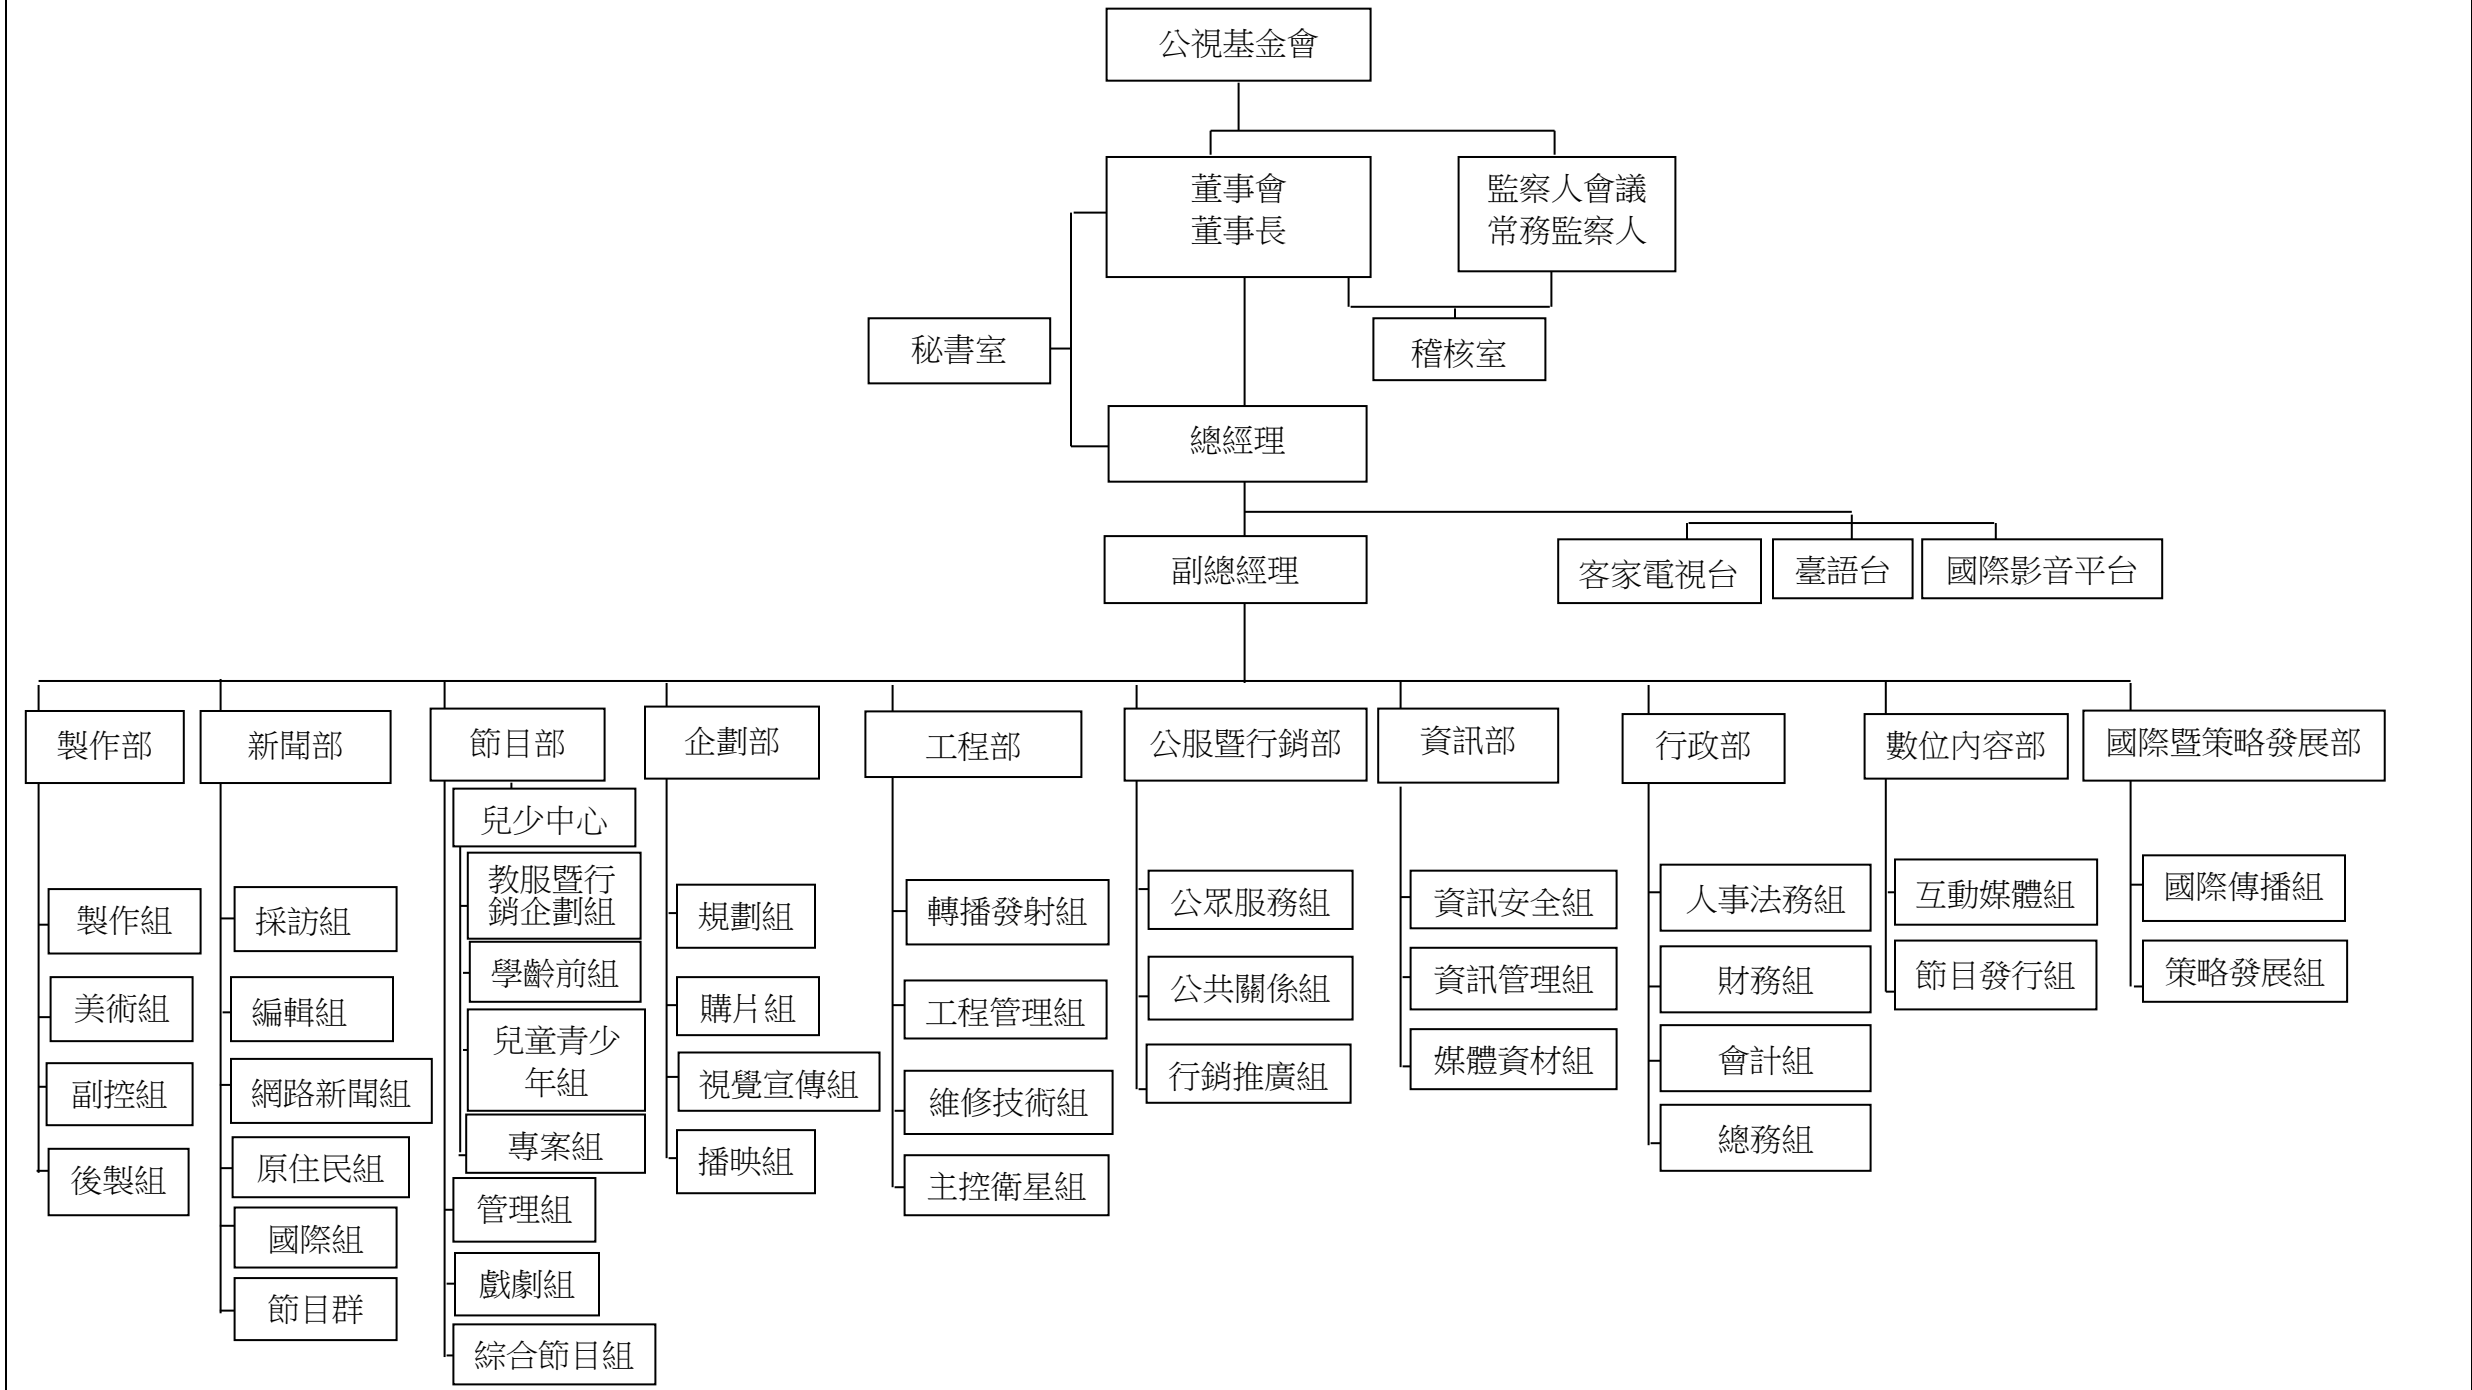 公視基金會
董事會
董事長
監察人會議
常務監察人
秘書室
稽核室
總經理
副總經理
客家電視台
臺語台
國際影音平台
製作部
新聞部
節目部
企劃部
工程部
公服暨行銷部
資訊部
行政部
數位內容部
國際暨策略發展部
製作組
美術組
副控組
後製組
採訪組
編輯組
網路新聞組
原住民組
國際組
節目群
兒少中心
教服暨行
銷企劃組
學齡前組
兒童青少
年組
專案組
管理組
戲劇組
綜合節目組
規劃組
購片組
視覺宣傳組
播映組
轉播發射組
工程管理組
維修技術組
主控衛星組
公眾服務組
公共關係組
行銷推廣組
資訊安全組
資訊管理組
媒體資材組
人事法務組
財務組
會計組
總務組
互動媒體組
節目發行組
國際傳播組
策略發展組